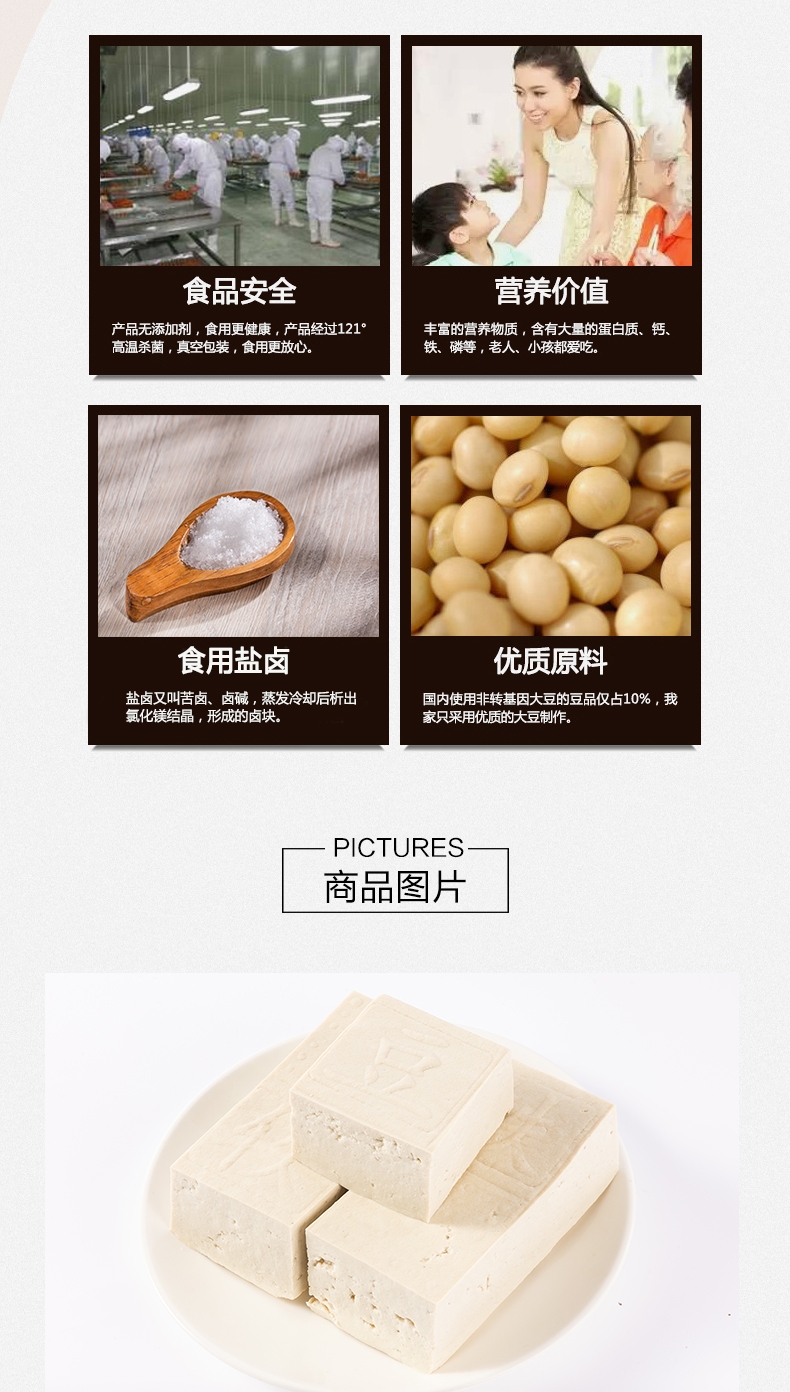 食品安全
产品无添加剂，食用更健康，产品经过121°
高温杀菌，真空包装，食用更放心。
营养价值
丰富的营养物质，含有大量的蛋白质、钙、
铁、磷等，老人、小孩都爱吃。
食用盐卤
盐卤又叫苦卤、卤碱，蒸发冷却后析出
氯化镁结晶，形成的卤块。
优质原料
国内使用非转基因大豆的豆品仅占10%，我
家只采用优质的大豆制作。
PICTURES
商品图片
豆